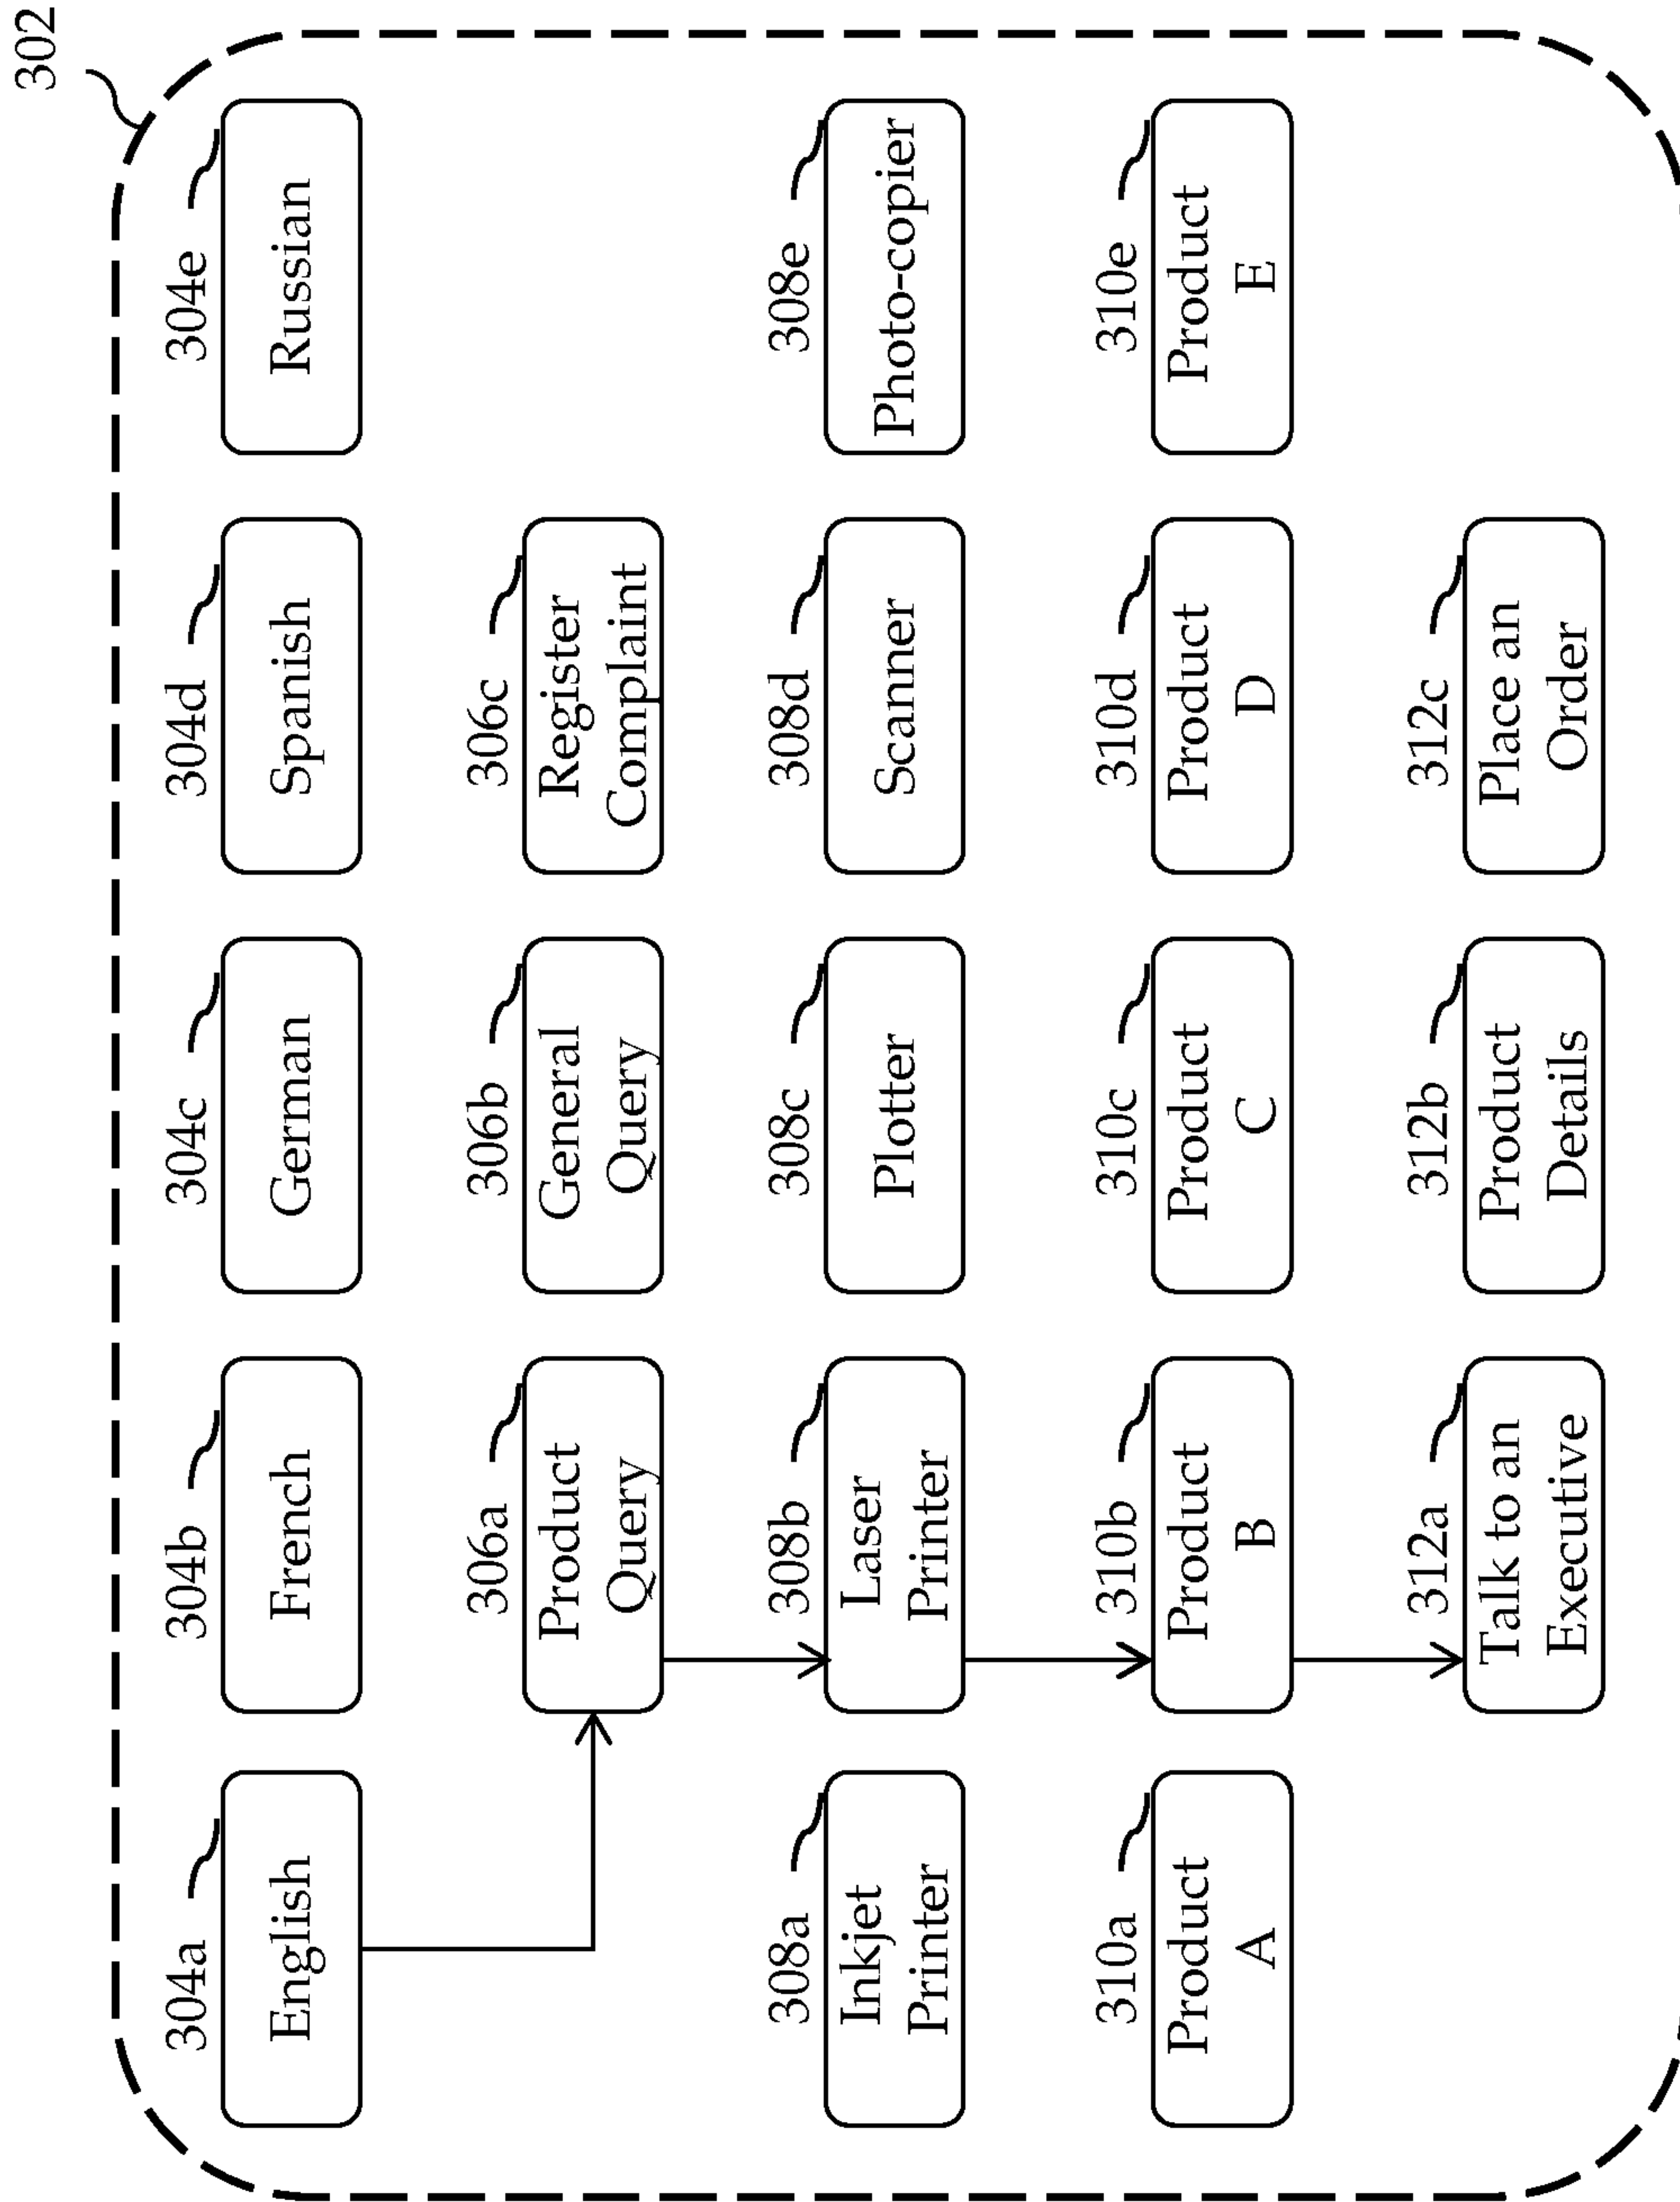 302
304a
304b
304c
304d
304e
English
French
German
Spanish
Russian
306a
306b
306c
Product
Query
General
Query
Register
Complaint
308a
308b
308c
308d
308e
Inkjet
Printer
Laser
Printer
Plotter
Scanner
Photo-copier
310a
310b
310c
310d
310e
Product
A
Product
B
Product
C
Product
D
Product
E
312a
312b
312c
Talk to an
Executive
Product
Details
Place an
Order